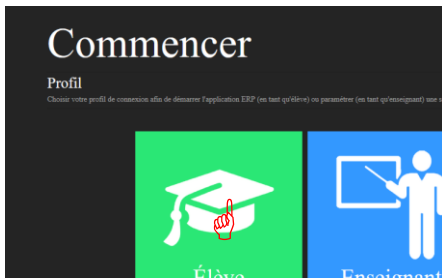 Commencer
Profil
Choisir votre profil de connexion afin de démarrer l'application ERP (en tant qu'élève) ou paramétrer (en tant qu'enseignant) une
Élève
Enseignant